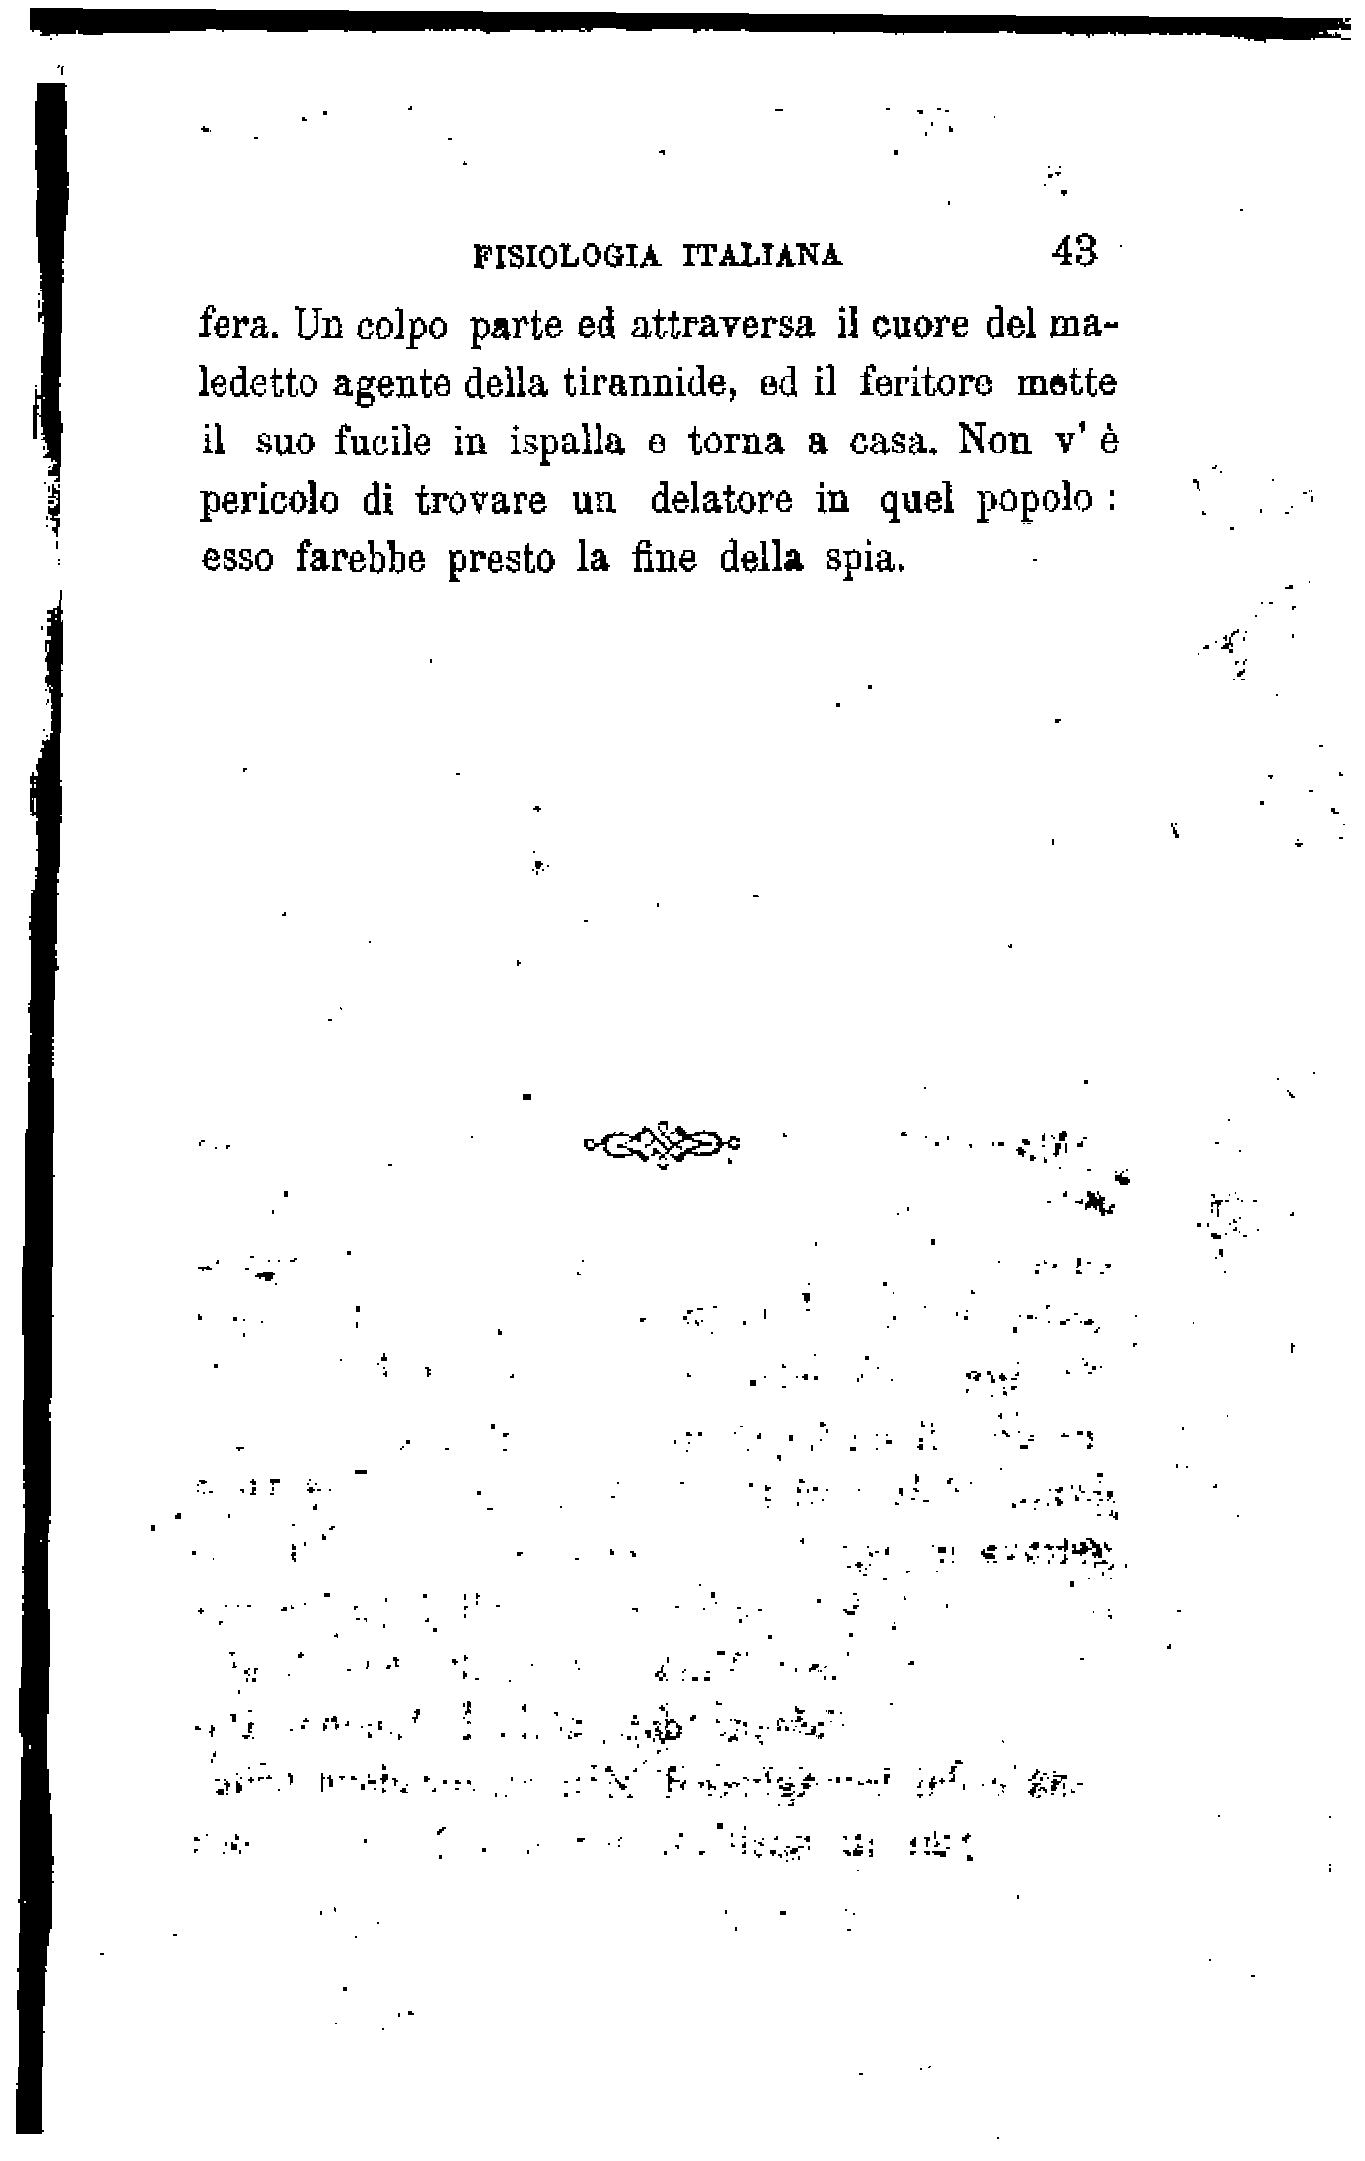 FISIOLOGIA ITALIANA 43
fera. Un colpo parte ed attraversa il cuore del ma-
ledetto agente della tirannide, ed il feritore mette
il suo fucile in ispalla e torna a casa. Non v' è
pericolo di trovare un delatore in quel popolo :
esso farebbe presto la fine della spia.